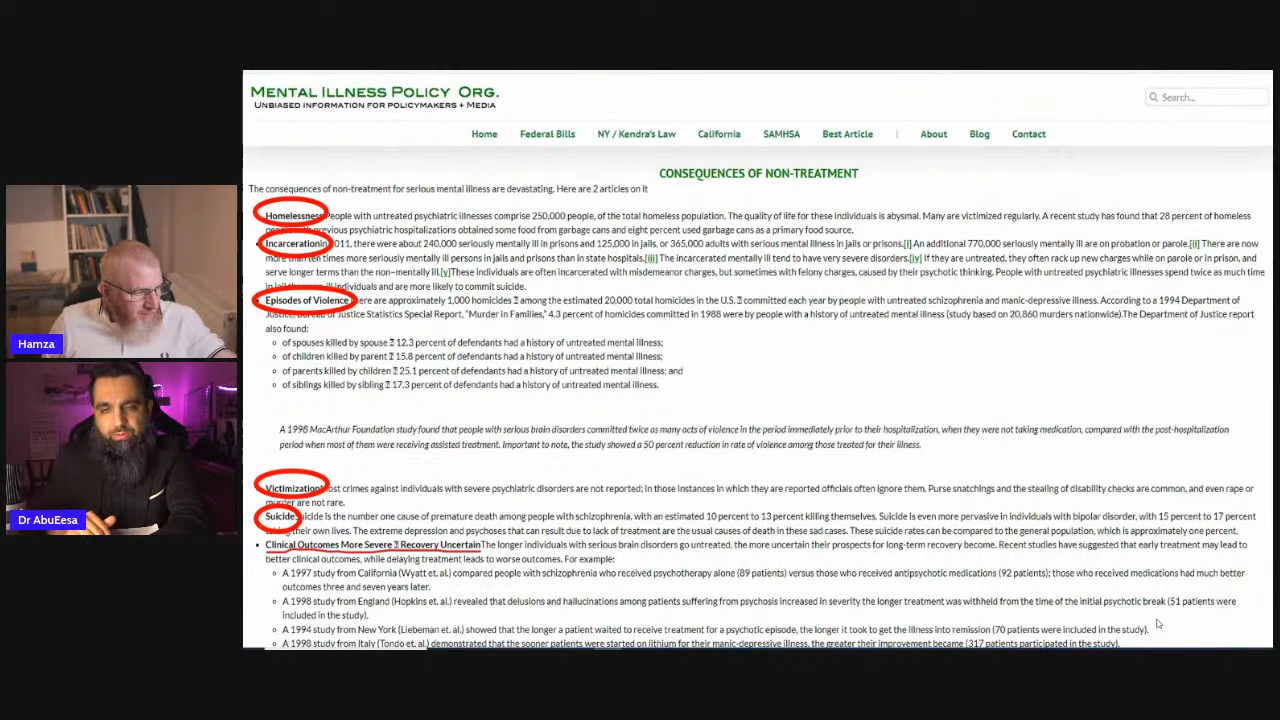 MENTAL ILLNESS POLICY ORG.
UNBIASED INFORMATION FOR POLICYMAKERS + MEDIA
Search...
Home Federal Bills NY / Kendra's Law California SAMHSA Best Article | About Blog Contact
CONSEQUENCES OF NON-TREATMENT
The consequences of non-treatment for serious mental illness are devastating. Here are 2 articles on it
Homelessness People with untreated psychiatric illnesses comprise 250,000 people, of the total homeless population. The quality of life for these individuals is abysmal. Many are victimized regularly. A recent study has found that 28 percent of homeless
people with previous psychiatric hospitalizations obtained some food from garbage cans and eight percent used garbage cans as a primary food source.
Incarceration 2011, there were about 240,000 seriously mentally ill in prisons and 125,000 in jails, or 365,000 adults with serious mental illness in jails or prisons.[i] An additional 770,000 seriously mentally ill are on probation or parole.[ii] There are now
more than ten times more seriously mentally ill persons in jails and prisons than in state hospitals.[iii] The incarcerated mentally ill tend to have very severe disorders.[iv] If they are untreated, they often rack up new charges while on parole or in prison, and
serve longer terms than the non-mentally ill.[v]These individuals are often incarcerated with misdemeanor charges, but sometimes with felony charges, caused by their psychotic thinking. People with untreated psychiatric illnesses spend twice as much time
in jail than ill individuals and are more likely to commit suicide.
Episodes of Violence There are approximately 1,000 homicides among the estimated 20,000 total homicides in the U.S. committed each year by people with untreated schizophrenia and manic-depressive illness. According to a 1994 Department of
Justice, Bureau of Justice Statistics Special Report, "Murder in Families," 4.3 percent of homicides committed in 1988 were by people with a history of untreated mental illness (study based on 20,860 murders nationwide).The Department of Justice report
also found:
of spouses killed by spouse 12.3 percent of defendants had a history of untreated mental illness;
of children killed by parent 15.8 percent of defendants had a history of untreated mental illness;
of parents killed by children 25.1 percent of defendants had a history of untreated mental illness; and
of siblings killed by sibling 17.3 percent of defendants had a history of untreated mental illness.
A 1998 MacArthur Foundation study found that people with serious brain disorders committed twice as many acts of violence in the period immediately prior to their hospitalization, when they were not taking medication, compared with the post-hospitalization
period when most of them were receiving assisted treatment. Important to note, the study showed a 50 percent reduction in rate of violence among those treated for their illness.
Victimization Most crimes against individuals with severe psychiatric disorders are not reported; in those instances in which they are reported officials often ignore them. Purse snatchings and the stealing of disability checks are common, and even rape or
murder are not rare.
Suicide Suicide is the number one cause of premature death among people with schizophrenia, with an estimated 10 percent to 13 percent killing themselves. Suicide is even more pervasive in individuals with bipolar disorder, with 15 percent to 17 percent
taking their own lives. The extreme depression and psychoses that can result due to lack of treatment are the usual causes of death in these sad cases. These suicide rates can be compared to the general population, which is approximately one percent.
Clinical Outcomes More Severe Recovery Uncertain The longer individuals with serious brain disorders go untreated, the more uncertain their prospects for long-term recovery become. Recent studies have suggested that early treatment may lead to
better clinical outcomes, while delaying treatment leads to worse outcomes. For example:
A 1997 study from California (Wyatt et. al.) compared people with schizophrenia who received psychotherapy alone (89 patients) versus those who received antipsychotic medications (92 patients); those who received medications had much better
outcomes three and seven years later.
A 1998 study from England (Hopkins et. al.) revealed that delusions and hallucinations among patients suffering from psychosis increased in severity the longer treatment was withheld from the time of the initial psychotic break (51 patients were
included in the study).
A 1994 study from New York (Liebeman et. al.) showed that the longer a patient waited to receive treatment for a psychotic episode, the longer it took to get the illness into remission (70 patients were included in the study).
A 1998 study from Italy (Tondo et. al.) demonstrated that the sooner patients were started on lithium for their manic-depressive illness, the greater their improvement became (317 patients participated in the study).
Hamza
Dr AbuEesa